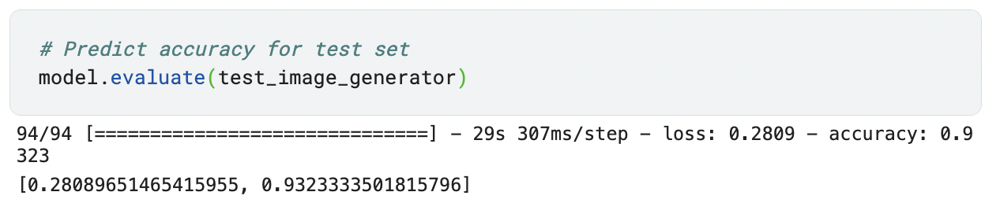 # Predict accuracy for test set
model.evaluate(test_image_generator)
94/94 [==============================] – 29s 307ms/step – loss: 0.2809 – accuracy: 0.9
323
[0.28089651465415955, 0.9323333501815796]